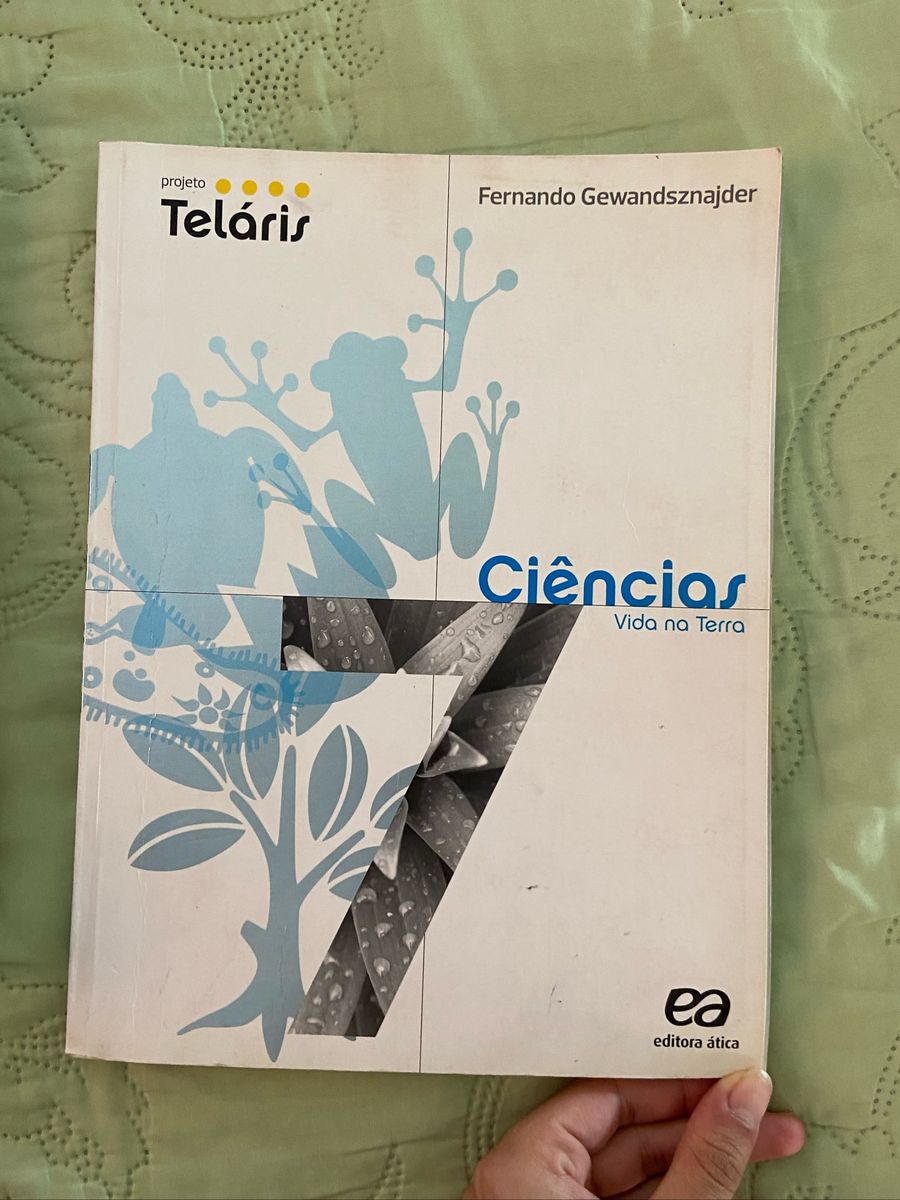 projeto
Teláris
Fernando Gewandsznajder
Ciências
Vida na Terra
7
ea
editora ática